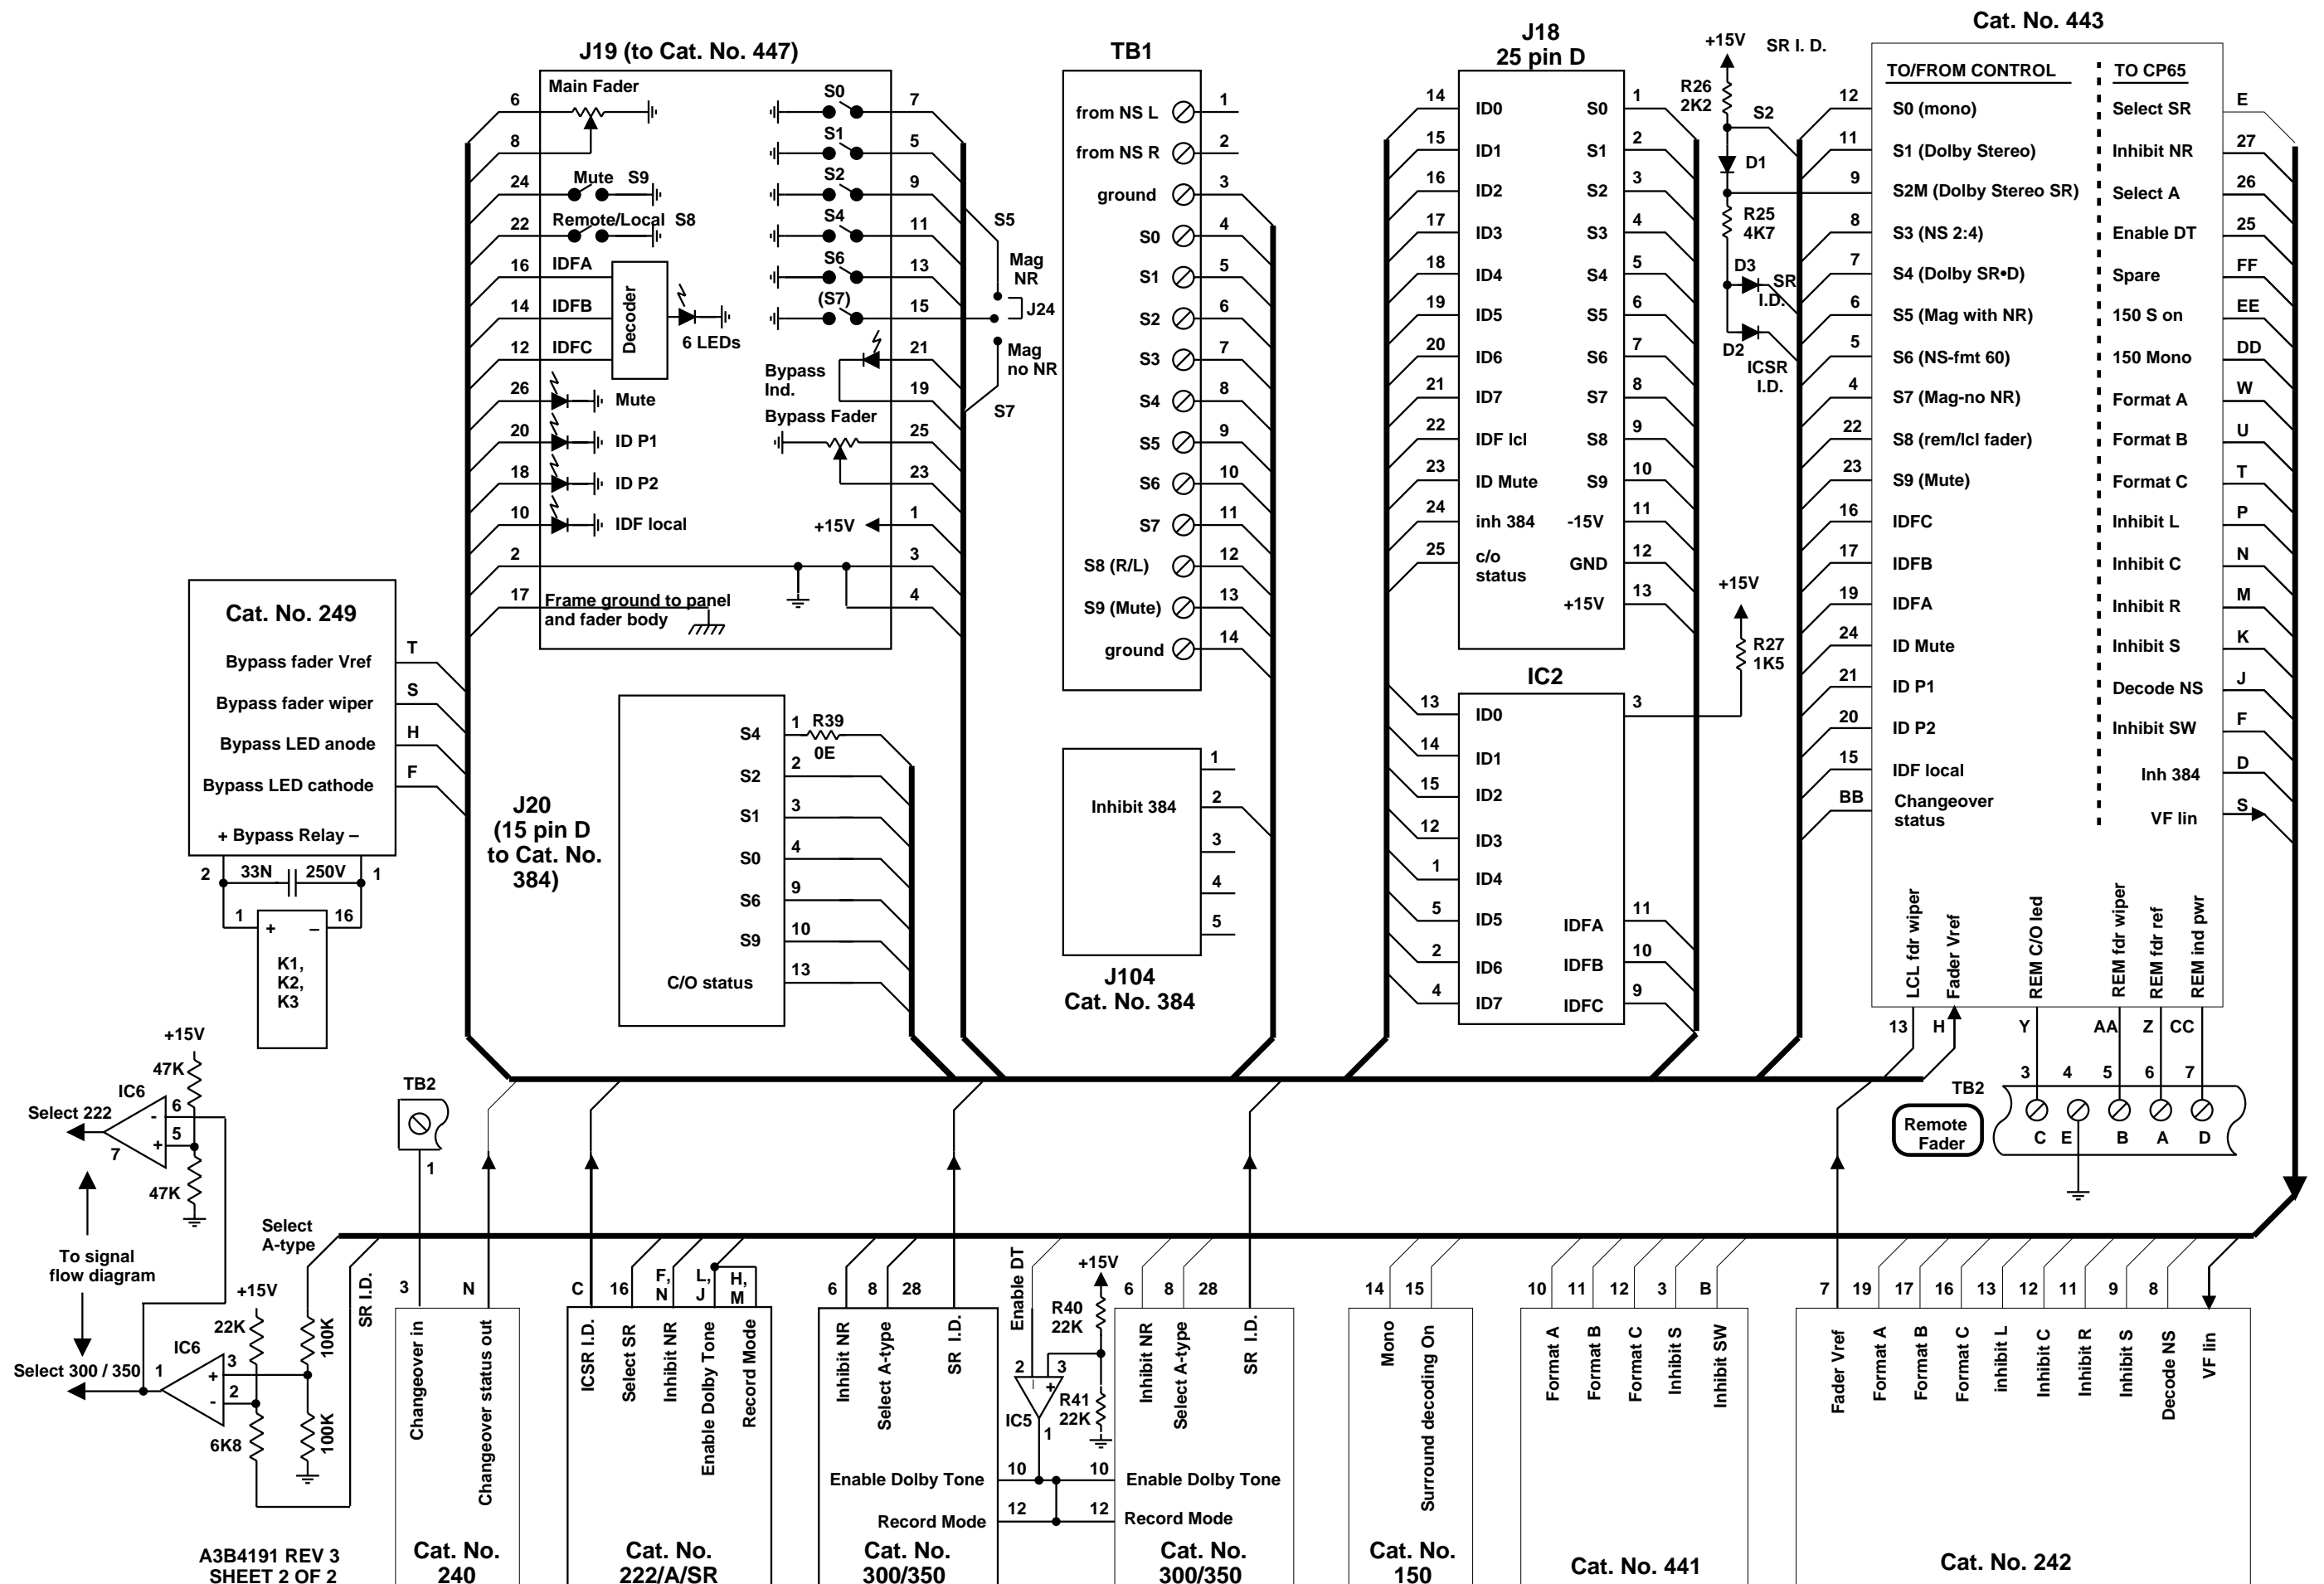 J19 (to Cat. No. 447)
Main Fader
6
8
24
Mute S9
22
Remote/Local S8
16
IDFA
14
IDFB
12
IDFC
Decoder
6 LEDs
26
Mute
20
ID P1
18
ID P2
10
IDF local
2
17
Frame ground to panel
and fader body
S0
7
S1
5
S2
9
S4
11
S6
13
(S7)
15
21
Bypass
Ind.
19
Bypass Fader
25
23
+15V
1
3
4
S5
Mag
NR
J24
Mag
no NR
S7
TB1
from NS L
1
from NS R
2
ground
3
S0
4
S1
5
S2
6
S3
7
S4
8
S5
9
S6
10
S7
11
S8 (R/L)
12
S9 (Mute)
13
ground
14
Inhibit 384
1
2
3
4
5
J104
Cat. No. 384
J18
25 pin D
14
ID0
S0
1
15
ID1
S1
2
16
ID2
S2
3
17
ID3
S3
4
18
ID4
S4
5
19
ID5
S5
6
20
ID6
S6
7
21
ID7
S7
8
22
IDF lcl
S8
9
23
ID Mute
S9
10
24
inh 384
-15V
11
25
c/o
status
GND
12
+15V
13
IC2
13
ID0
3
14
ID1
15
ID2
12
ID3
1
ID4
5
ID5
IDFA
11
2
ID6
IDFB
10
4
ID7
IDFC
9
+15V
R27
1K5
+15V
SR I. D.
R26
2K2
S2
D1
R25
4K7
D3
SR
I.D.
D2
ICSR
I.D.
Cat. No. 443
TO/FROM CONTROL
TO CP65
12
S0 (mono)
Select SR
E
11
S1 (Dolby Stereo)
Inhibit NR
27
9
S2M (Dolby Stereo SR)
Select A
26
8
S3 (NS 2:4)
Enable DT
25
7
S4 (Dolby SR•D)
Spare
FF
6
S5 (Mag with NR)
150 S on
EE
5
S6 (NS-fmt 60)
150 Mono
DD
4
S7 (Mag-no NR)
Format A
W
22
S8 (rem/lcl fader)
Format B
U
23
S9 (Mute)
Format C
T
16
IDFC
Inhibit L
P
17
IDFB
Inhibit C
N
19
IDFA
Inhibit R
M
24
ID Mute
Inhibit S
K
21
ID P1
Decode NS
J
20
ID P2
Inhibit SW
F
15
IDF local
Inh 384
D
BB
Changeover
status
VF lin
S
LCL fdr wiper
Fader Vref
REM C/O led
REM fdr wiper
REM fdr ref
REM ind pwr
13
H
Y
AA
Z
CC
TB2
3
4
5
6
7
Remote
Fader
C
E
B
A
D
Cat. No. 249
Bypass fader Vref
T
Bypass fader wiper
S
Bypass LED anode
H
Bypass LED cathode
F
+ Bypass Relay –
2
33N
250V
1
1
16
+
–
K1,
K2,
K3
J20
(15 pin D
to Cat. No.
384)
S4
1
R39
0E
S2
2
S1
3
S0
4
S6
9
S9
10
C/O status
13
+15V
47K
IC6
6
-
Select 222
5
+
7
47K
To signal
flow diagram
Select
A-type
+15V
SR I.D.
22K
100K
IC6
3
+
Select 300 / 350
1
2
-
6K8
100K
A3B4191 REV 3
SHEET 2 OF 2
TB2
1
3
N
Changeover in
Changeover status out
Cat. No.
240
C
16
F,
N
L,
J
H,
M
ICSR I.D.
Select SR
Inhibit NR
Enable Dolby Tone
Record Mode
Cat. No.
222/A/SR
6
8
28
Inhibit NR
Select A-type
SR I.D.
Enable Dolby Tone
10
Record Mode
12
Cat. No.
300/350
Enable DT
+15V
R40
22K
2
3
–
+
IC5
1
R41
22K
6
8
28
Inhibit NR
Select A-type
SR I.D.
10
Enable Dolby Tone
12
Record Mode
Cat. No.
300/350
14
15
Mono
Surround decoding On
Cat. No.
150
10
11
12
3
B
Format A
Format B
Format C
Inhibit S
Inhibit SW
Cat. No. 441
7
19
17
16
13
12
11
9
8
Fader Vref
Format A
Format B
Format C
inhibit L
Inhibit C
Inhibit R
Inhibit S
Decode NS
VF lin
Cat. No. 242